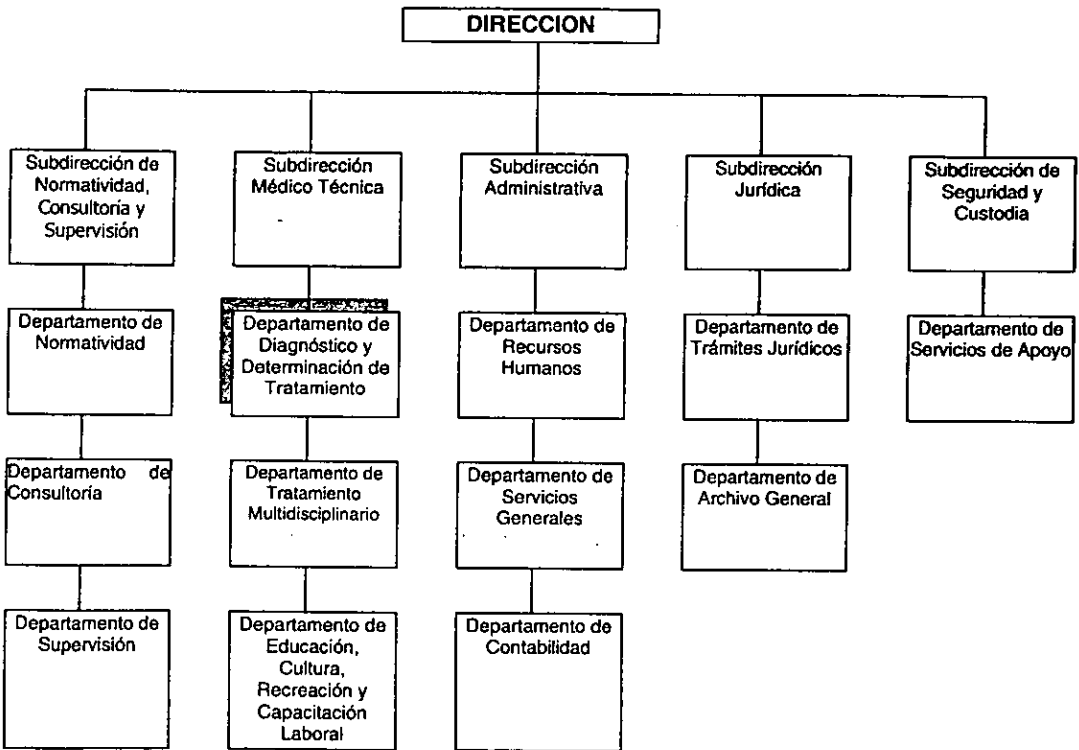 DIRECCION
Subdirección de
Normatividad,
Consultoría y
Supervisión
Subdirección
Médico Técnica
Subdirección
Administrativa
Subdirección
Jurídica
Subdirección de
Seguridad y
Custodia
Departamento de
Normatividad
Departamento de
Diagnóstico y
Determinación de
Tratamiento
Departamento de
Recursos
Humanos
Departamento de
Trámites Jurídicos
Departamento de
Servicios de Apoyo
Departamento de
Consultoría
Departamento de
Tratamiento
Multidisciplinario
Departamento de
Servicios
Generales
Departamento de
Archivo General
Departamento de
Supervisión
Departamento de
Educación,
Cultura,
Recreación y
Capacitación
Laboral
Departamento de
Contabilidad